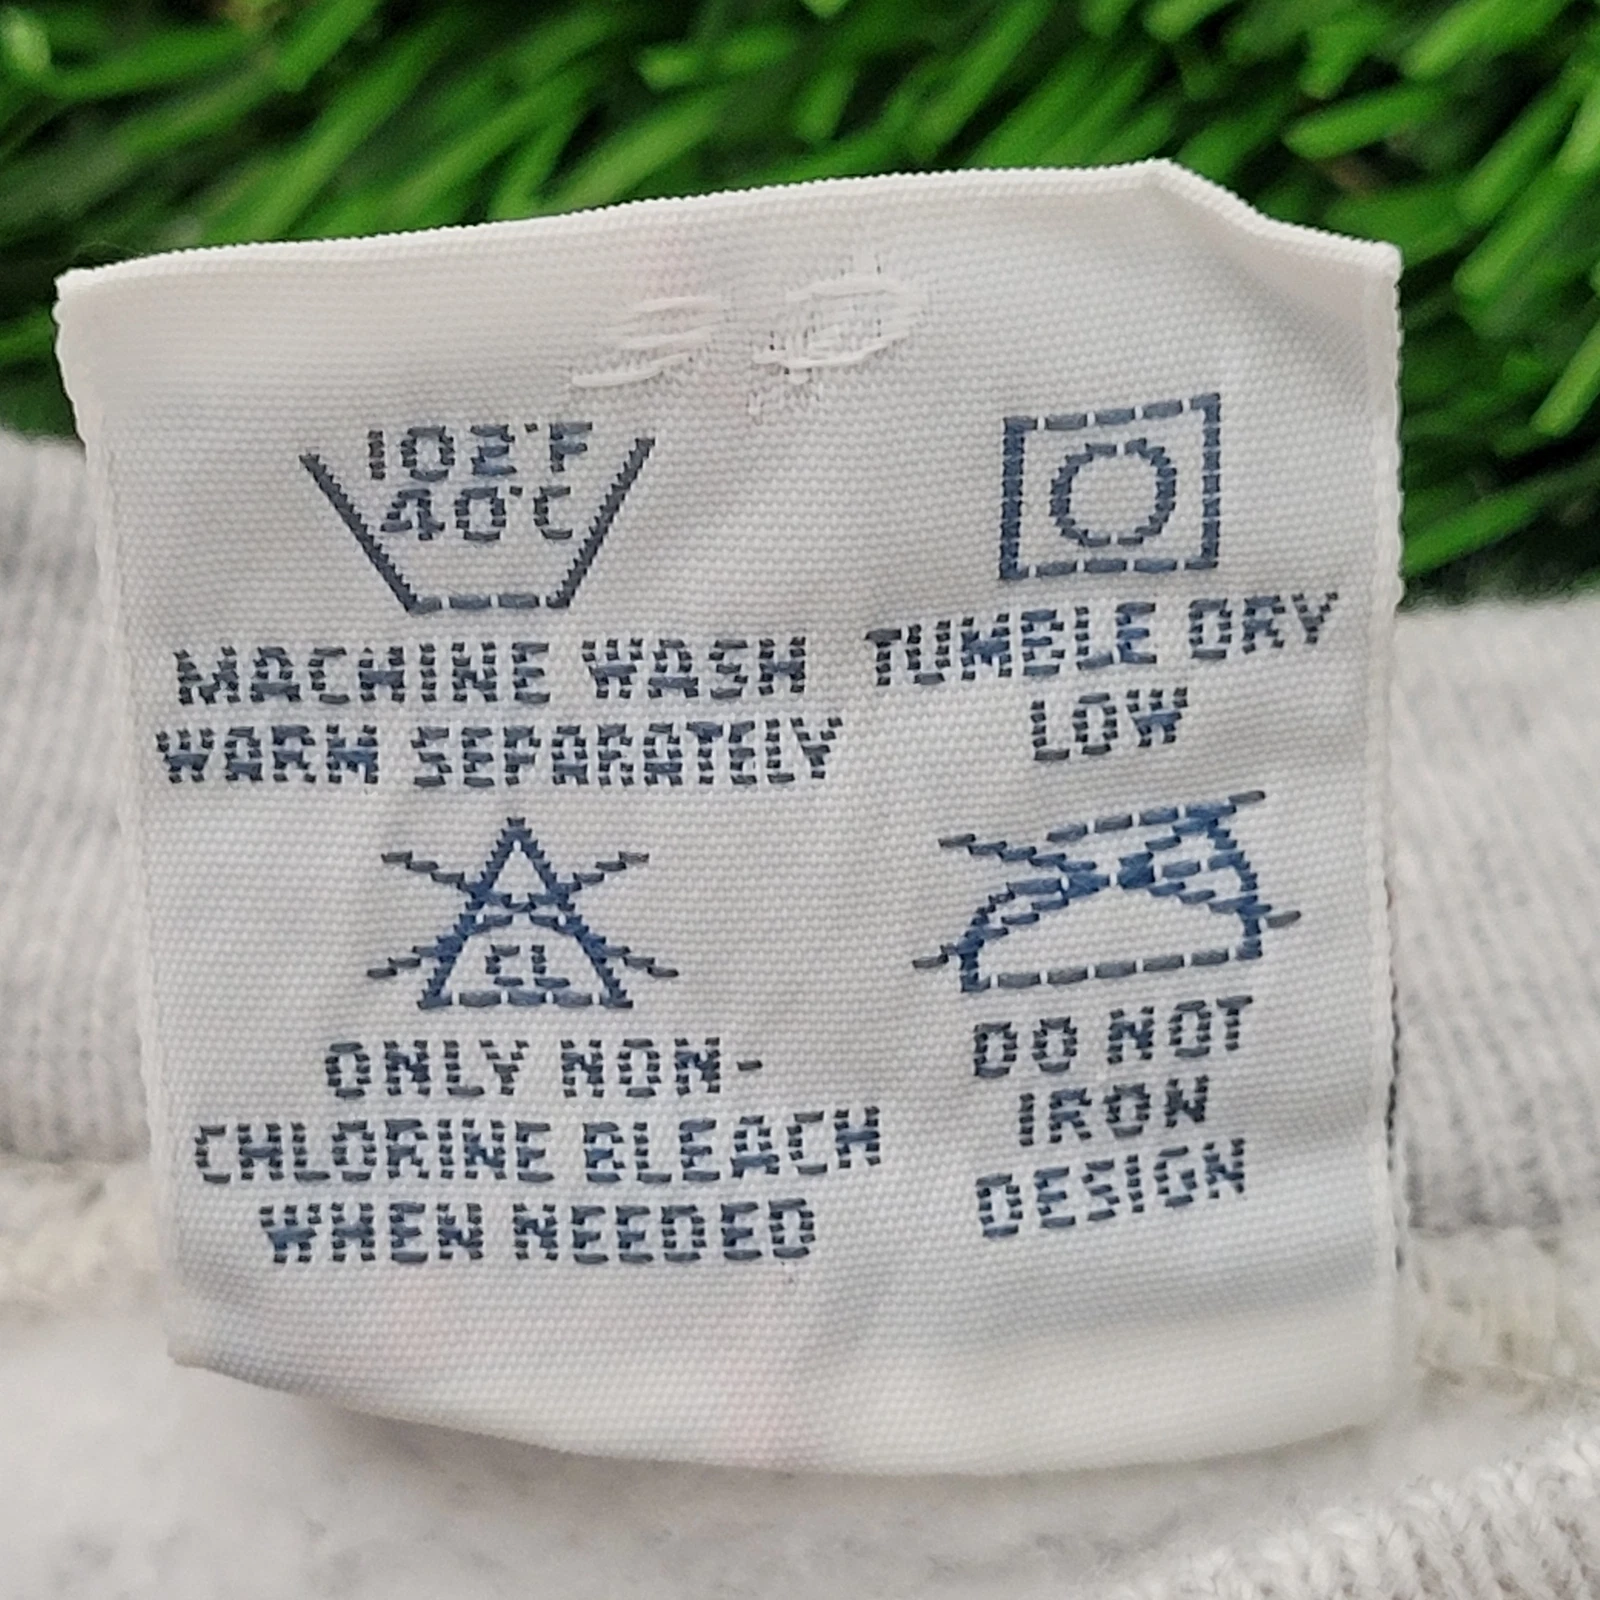 102°F
40°C
MACHINE WASH
WARM SEPARATELY
TUMBLE DRY
LOW
CL
ONLY NON-
CHLORINE BLEACH
WHEN NEEDED
DO NOT
IRON
DESIGN